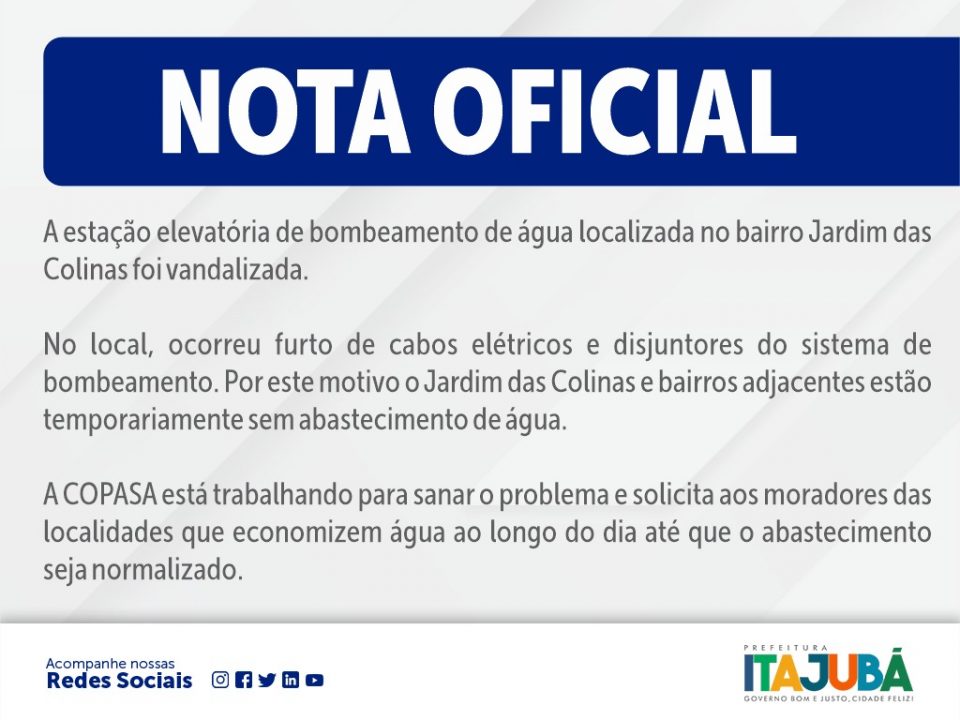 NOTA OFICIAL
A estação elevatória de bombeamento de água localizada no bairro Jardim das
Colinas foi vandalizada.
No local, ocorreu furto de cabos elétricos e disjuntores do sistema de
bombeamento. Por este motivo o Jardim das Colinas e bairros adjacentes estão
temporariamente sem abastecimento de água.
A COPASA está trabalhando para sanar o problema e solicita aos moradores das
localidades que economizem água ao longo do dia até que o abastecimento
seja normalizado.
Acompanhe nossas
Redes Sociais
PREFEITURA
ITAJUBÁ
GOVERNO BOM E JUSTO, CIDADE FELIZ!